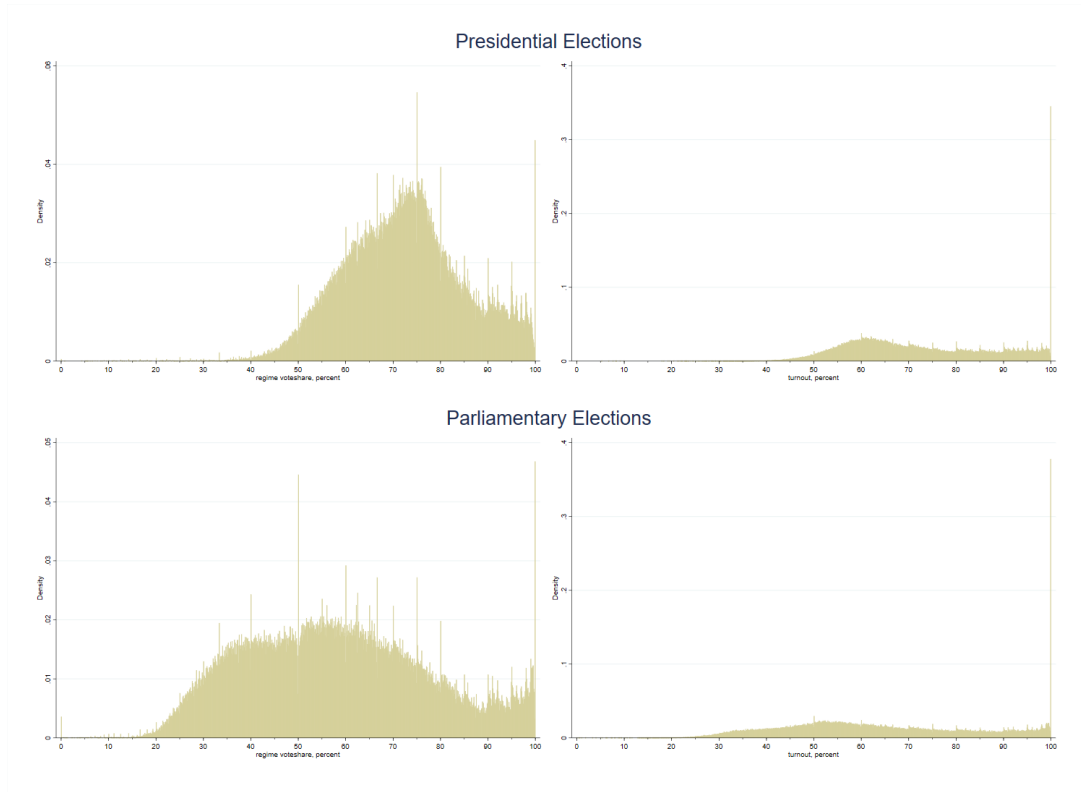 Presidential Elections
Density
0 .02 .04 .06
0 10 20 30 40 50 60 70 80 90 100
regime voteshare, percent
Density
0 .1 .2 .3 .4
0 10 20 30 40 50 60 70 80 90 100
turnout, percent
Parliamentary Elections
Density
0 .01 .02 .03 .04 .05
0 10 20 30 40 50 60 70 80 90 100
regime voteshare, percent
Density
0 .1 .2 .3 .4
0 10 20 30 40 50 60 70 80 90 100
turnout, percent